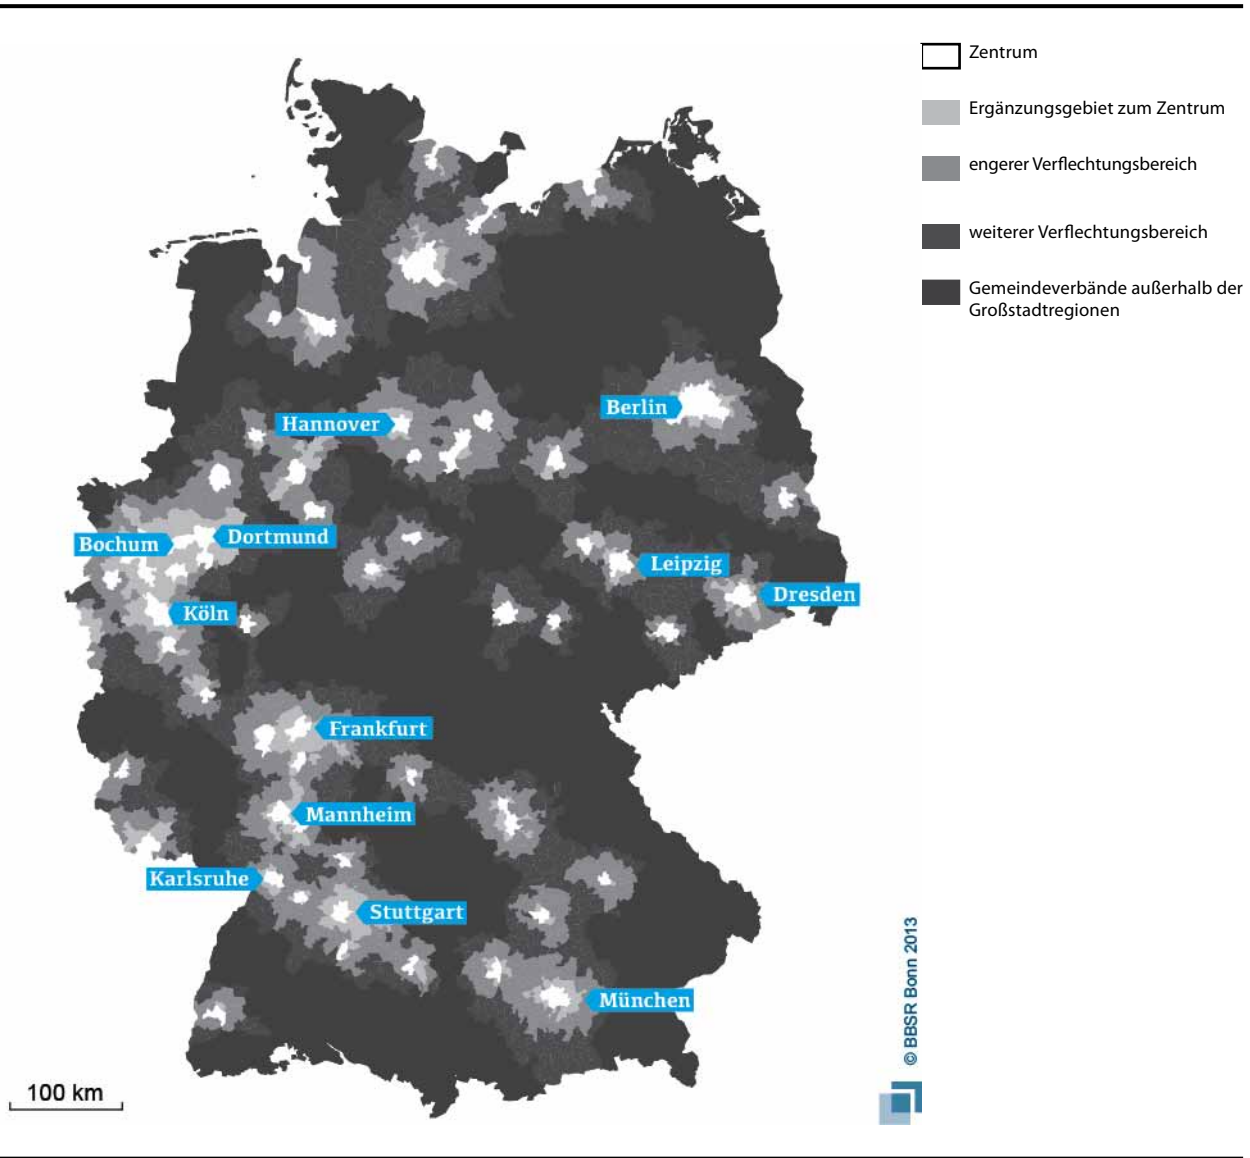 Zentrum
Ergänzungsgebiet zum Zentrum
engerer Verflechtungsbereich
weiterer Verflechtungsbereich
Gemeindeverbände außerhalb der
Großstadtregionen
Berlin
Hannover
Dortmund
Bochum
Leipzig
Dresden
Köln
Frankfurt
Mannheim
Karlsruhe
Stuttgart
München
© BBSR Bonn 2013
100 km